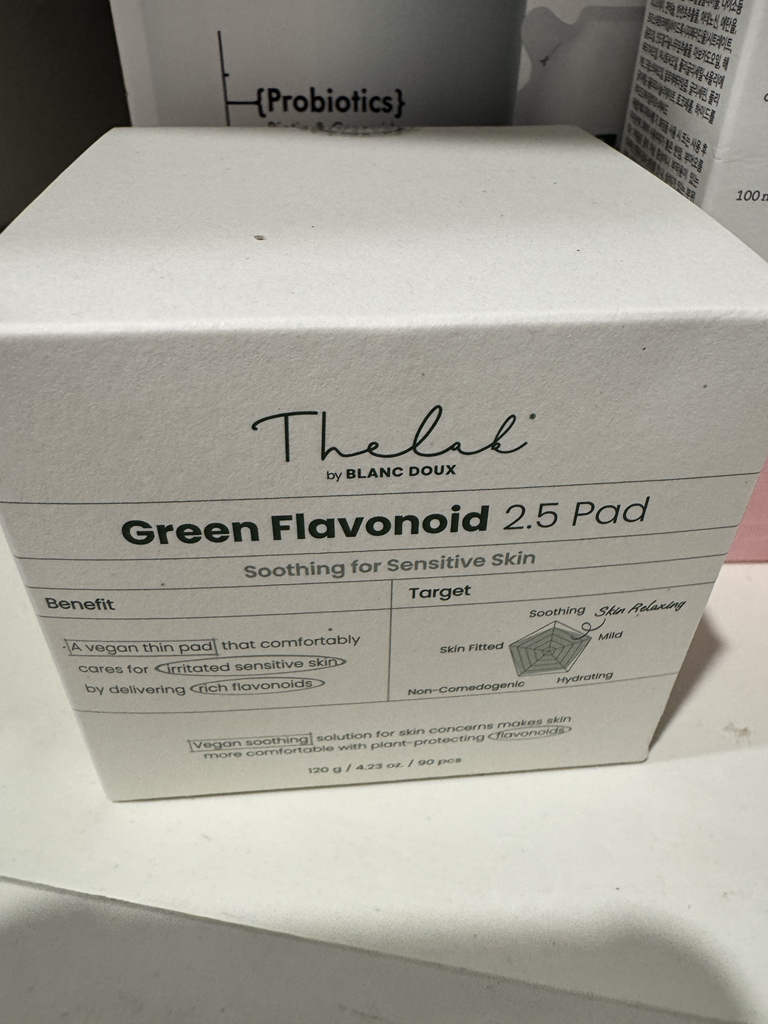 {Probiotics}
100 m
Thelab®
by BLANC DOUX
Green Flavonoid 2.5 Pad
Soothing for Sensitive Skin
Benefit
A vegan thin pad that comfortably
cares for irritated sensitive skin
by delivering rich flavonoids
Target
Soothing
Skin Relaxing
Mild
Skin Fitted
Hydrating
Non-Comedogenic
Vegan soothing solution for skin concerns makes skin
more comfortable with plant-protecting flavonoids
120 g / 4.23 oz. / 90 pcs